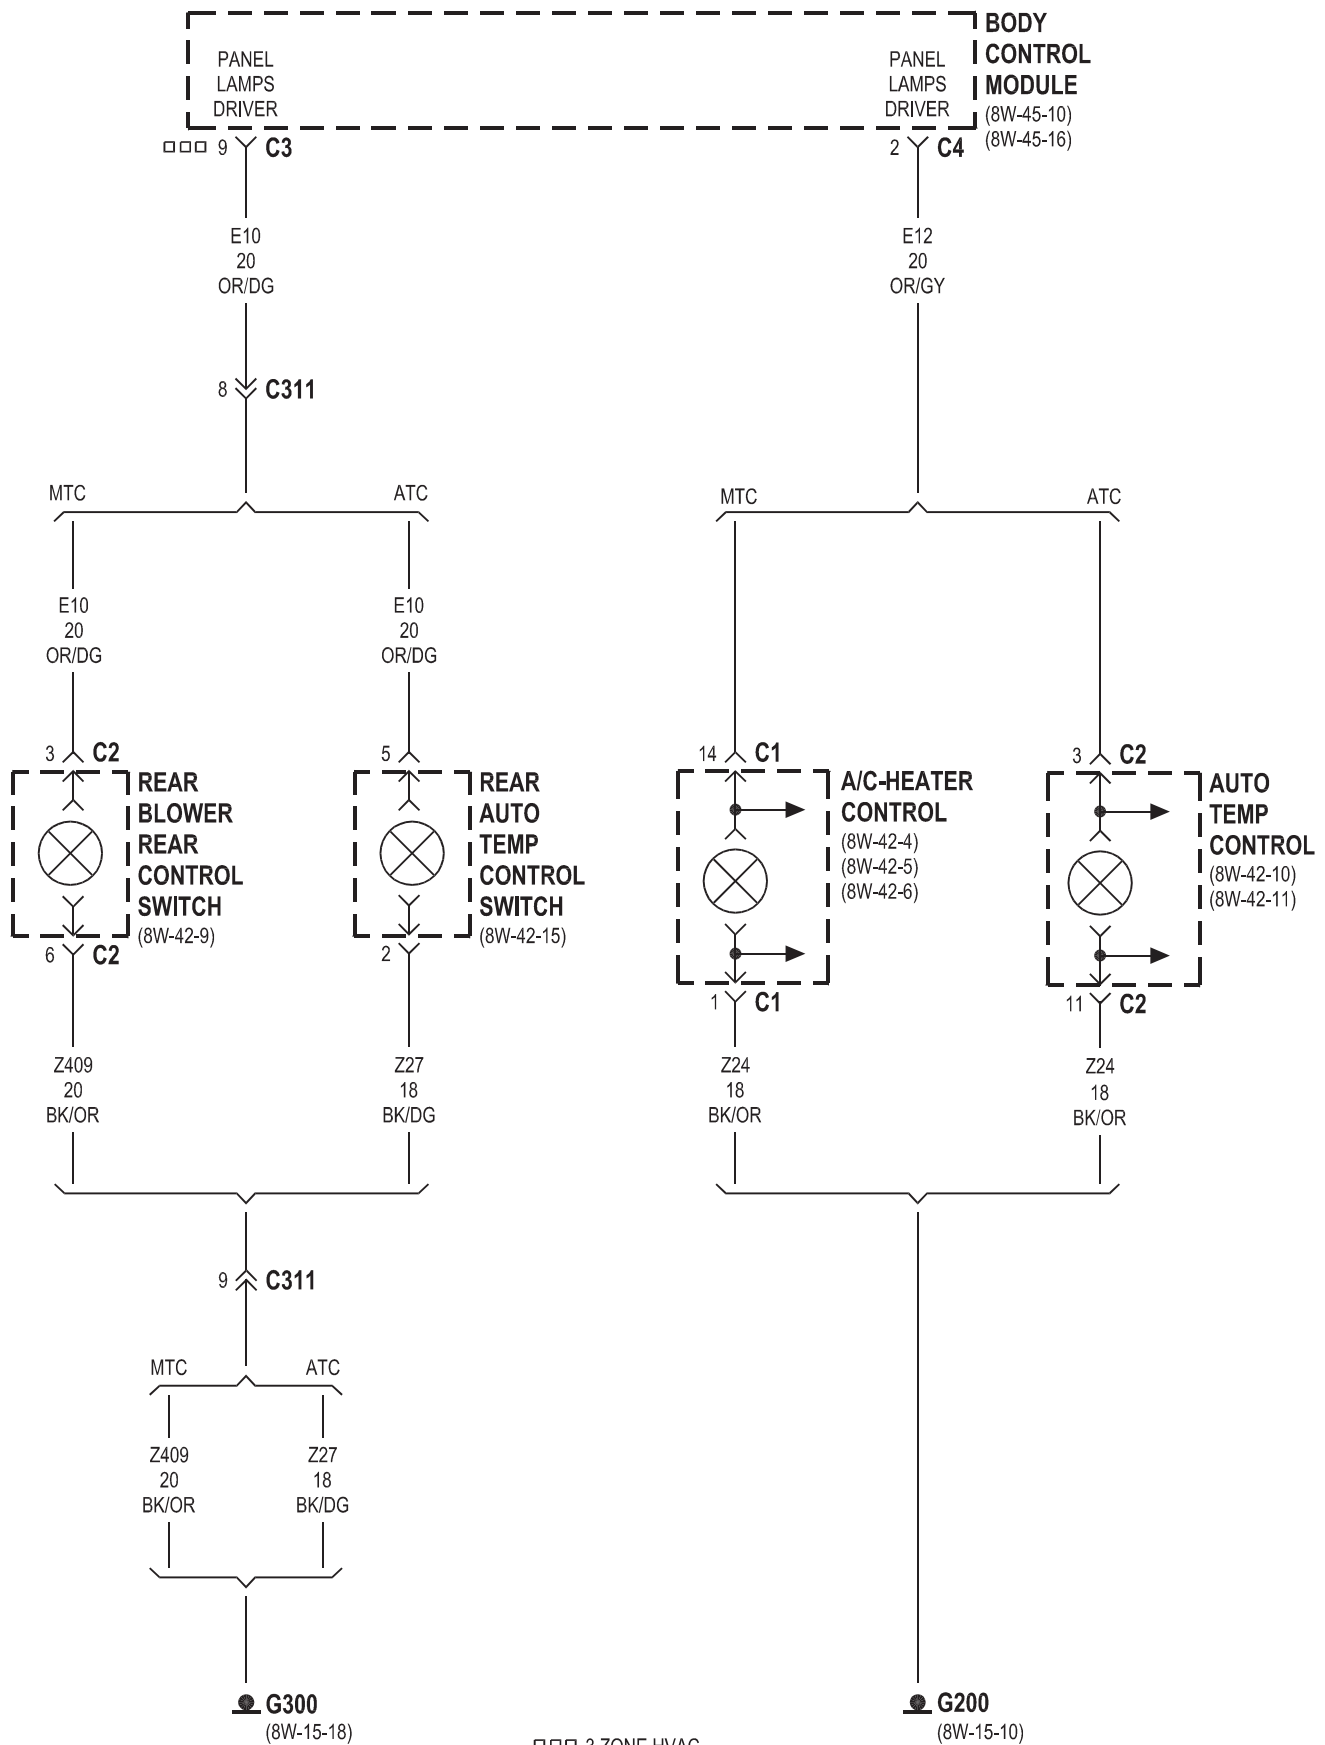 BODY
CONTROL
MODULE
(8W-45-10)
(8W-45-16)
PANEL
LAMPS
DRIVER
PANEL
LAMPS
DRIVER
9 C3
2 C4
E10
20
OR/DG
E12
20
OR/GY
8 C311
MTC
ATC
MTC
ATC
E10
20
OR/DG
E10
20
OR/DG
3 C2
5
14 C1
3 C2
REAR
BLOWER
REAR
CONTROL
SWITCH
(8W-42-9)
REAR
AUTO
TEMP
CONTROL
SWITCH
(8W-42-15)
A/C-HEATER
CONTROL
(8W-42-4)
(8W-42-5)
(8W-42-6)
AUTO
TEMP
CONTROL
(8W-42-10)
(8W-42-11)
6 C2
2
1 C1
11 C2
Z409
20
BK/OR
Z27
18
BK/DG
Z24
18
BK/OR
Z24
18
BK/OR
9 C311
MTC
ATC
Z409
20
BK/OR
Z27
18
BK/DG
G300
(8W-15-18)
G200
(8W-15-10)
3 ZONE HVAC